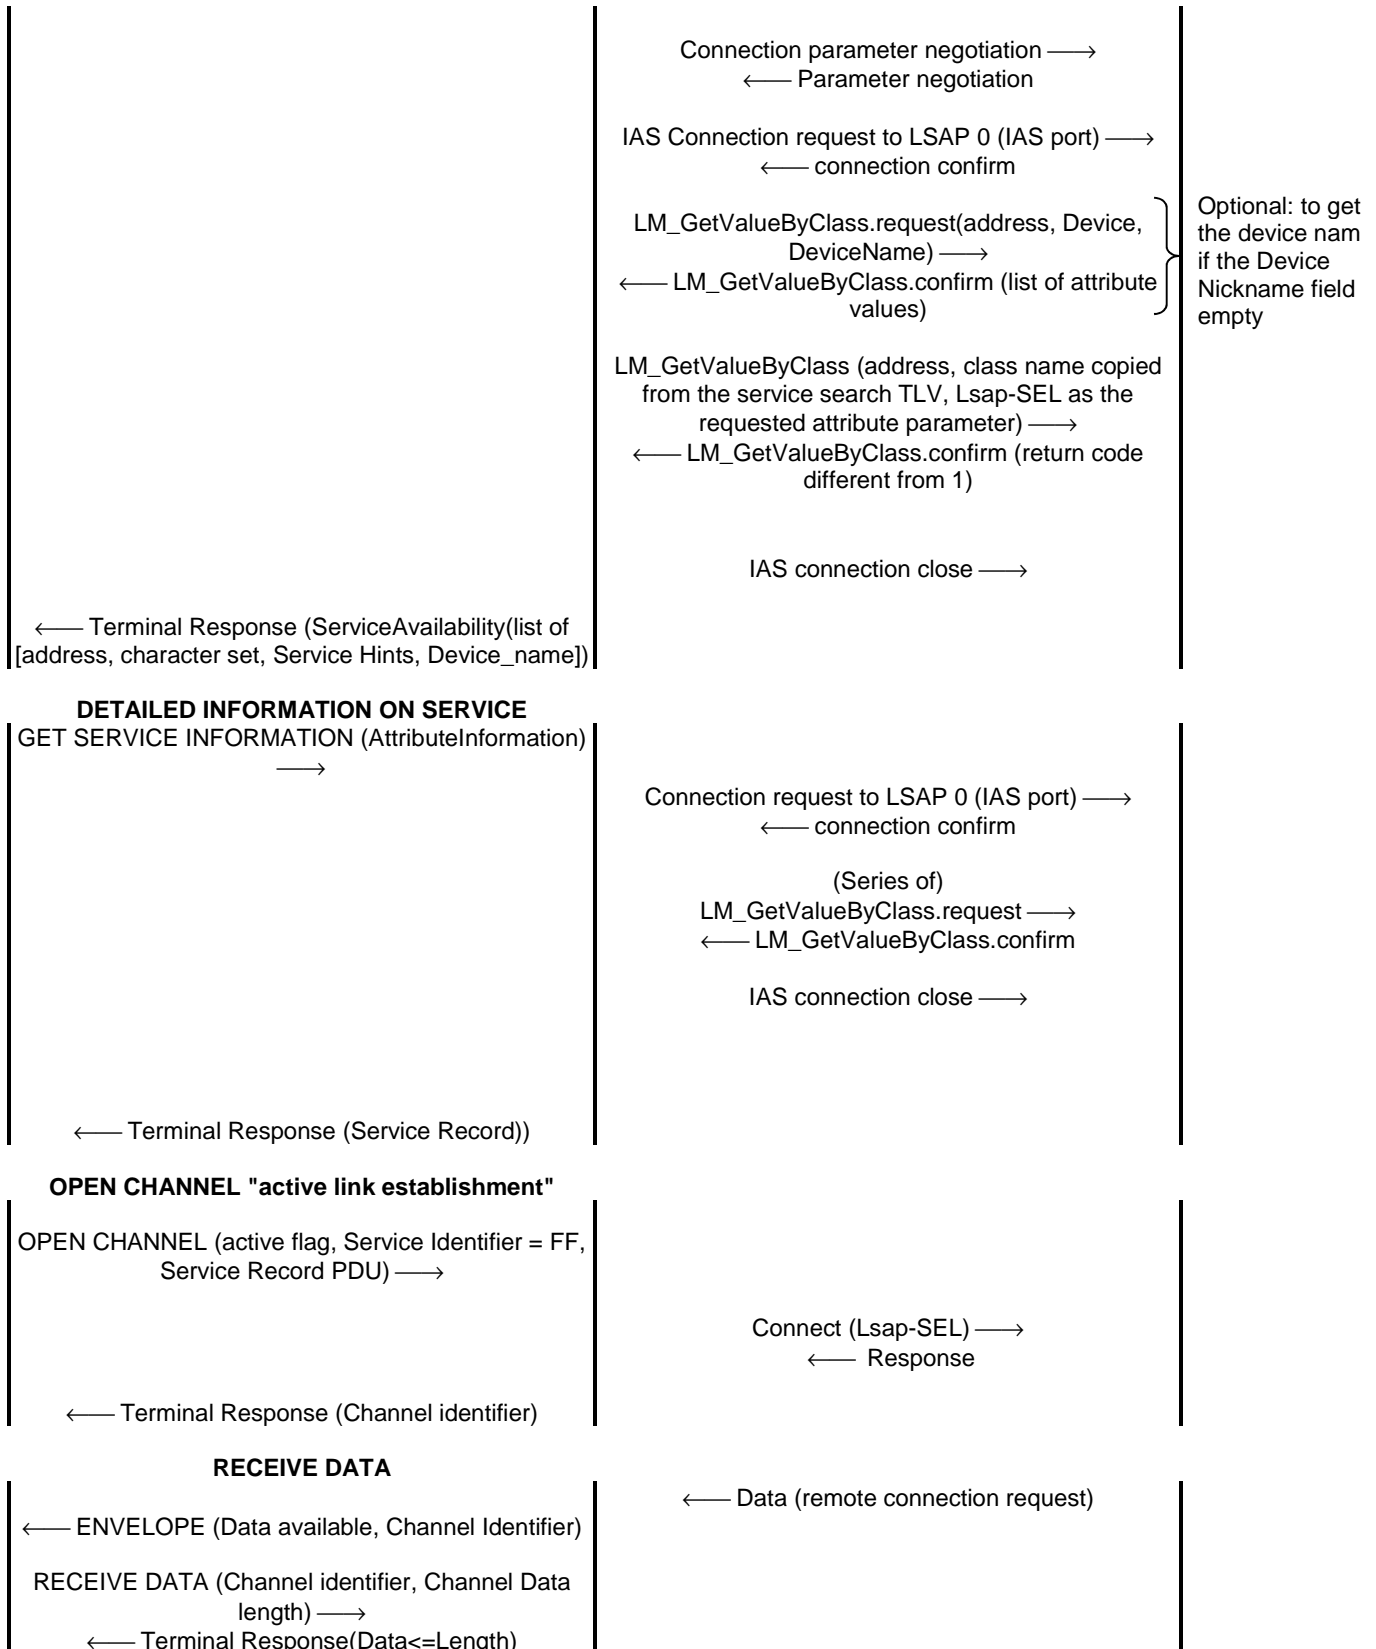 Connection parameter negotiation ⟶
⟵ Parameter negotiation
IAS Connection request to LSAP 0 (IAS port) ⟶
⟵ connection confirm
LM_GetValueByClass.request(address, Device,
DeviceName) ⟶
⟵ LM_GetValueByClass.confirm (list of attribute
values)
Optional: to get
the device nam
if the Device
Nickname field
empty
LM_GetValueByClass (address, class name copied
from the service search TLV, Lsap-SEL as the
requested attribute parameter) ⟶
⟵ LM_GetValueByClass.confirm (return code
different from 1)
IAS connection close ⟶
⟵ Terminal Response (ServiceAvailability(list of
[address, character set, Service Hints, Device_name])
DETAILED INFORMATION ON SERVICE
GET SERVICE INFORMATION (AttributeInformation)
⟶
Connection request to LSAP 0 (IAS port) ⟶
⟵ connection confirm
(Series of)
LM_GetValueByClass.request ⟶
⟵ LM_GetValueByClass.confirm
IAS connection close ⟶
⟵ Terminal Response (Service Record))
OPEN CHANNEL "active link establishment"
OPEN CHANNEL (active flag, Service Identifier = FF,
Service Record PDU) ⟶
Connect (Lsap-SEL) ⟶
⟵ Response
⟵ Terminal Response (Channel identifier)
RECEIVE DATA
⟵ Data (remote connection request)
⟵ ENVELOPE (Data available, Channel Identifier)
RECEIVE DATA (Channel identifier, Channel Data
length) ⟶
⟵ Terminal Response(Data<=Length)